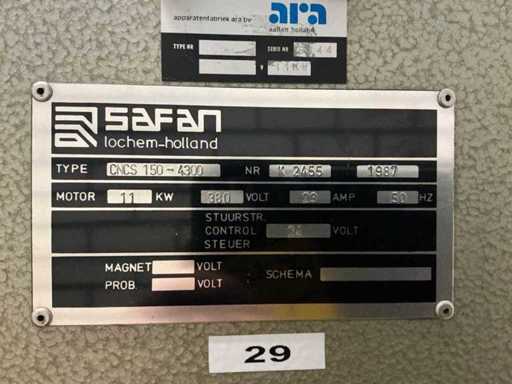 ara
apparatenfabriek ara bv
aalten holland
TYPE NR SERIE NR
V
SAFAN
lochem-holland
TYPE CNCS 150-4300 NR K 2455 1987
MOTOR 11 KW 380 VOLT 23 AMP 50 HZ
STUURSTR.
CONTROL 24 VOLT
STEUER
MAGNET VOLT SCHEMA
PROB. VOLT
29